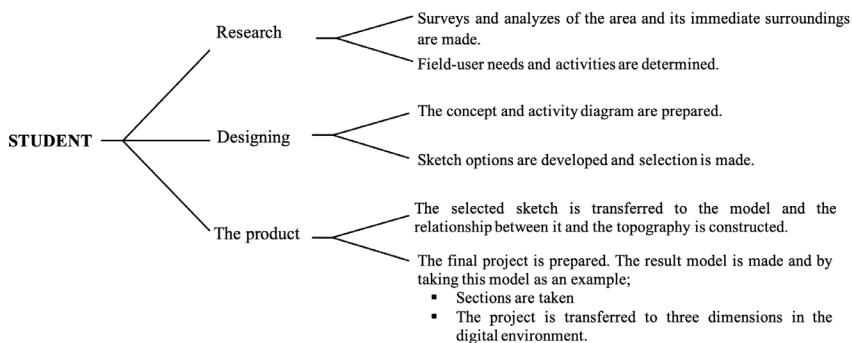 STUDENT
Research
Surveys and analyzes of the area and its immediate surroundings
are made.
Field-user needs and activities are determined.
Designing
The concept and activity diagram are prepared.
Sketch options are developed and selection is made.
The product
The selected sketch is transferred to the model and the
relationship between it and the topography is constructed.
The final project is prepared. The result model is made and by
taking this model as an example;
▪ Sections are taken
▪ The project is transferred to three dimensions in the
digital environment.